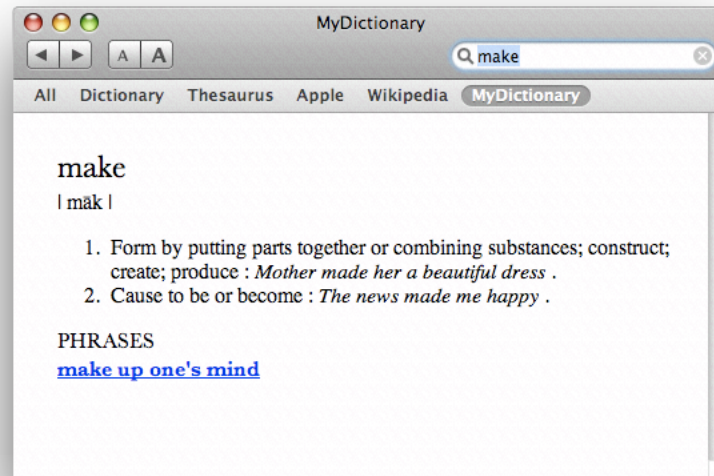 MyDictionary
A A make
All Dictionary Thesaurus Apple Wikipedia MyDictionary
make
| māk |
1. Form by putting parts together or combining substances; construct;
create; produce : Mother made her a beautiful dress .
2. Cause to be or become : The news made me happy .
PHRASES
make up one's mind